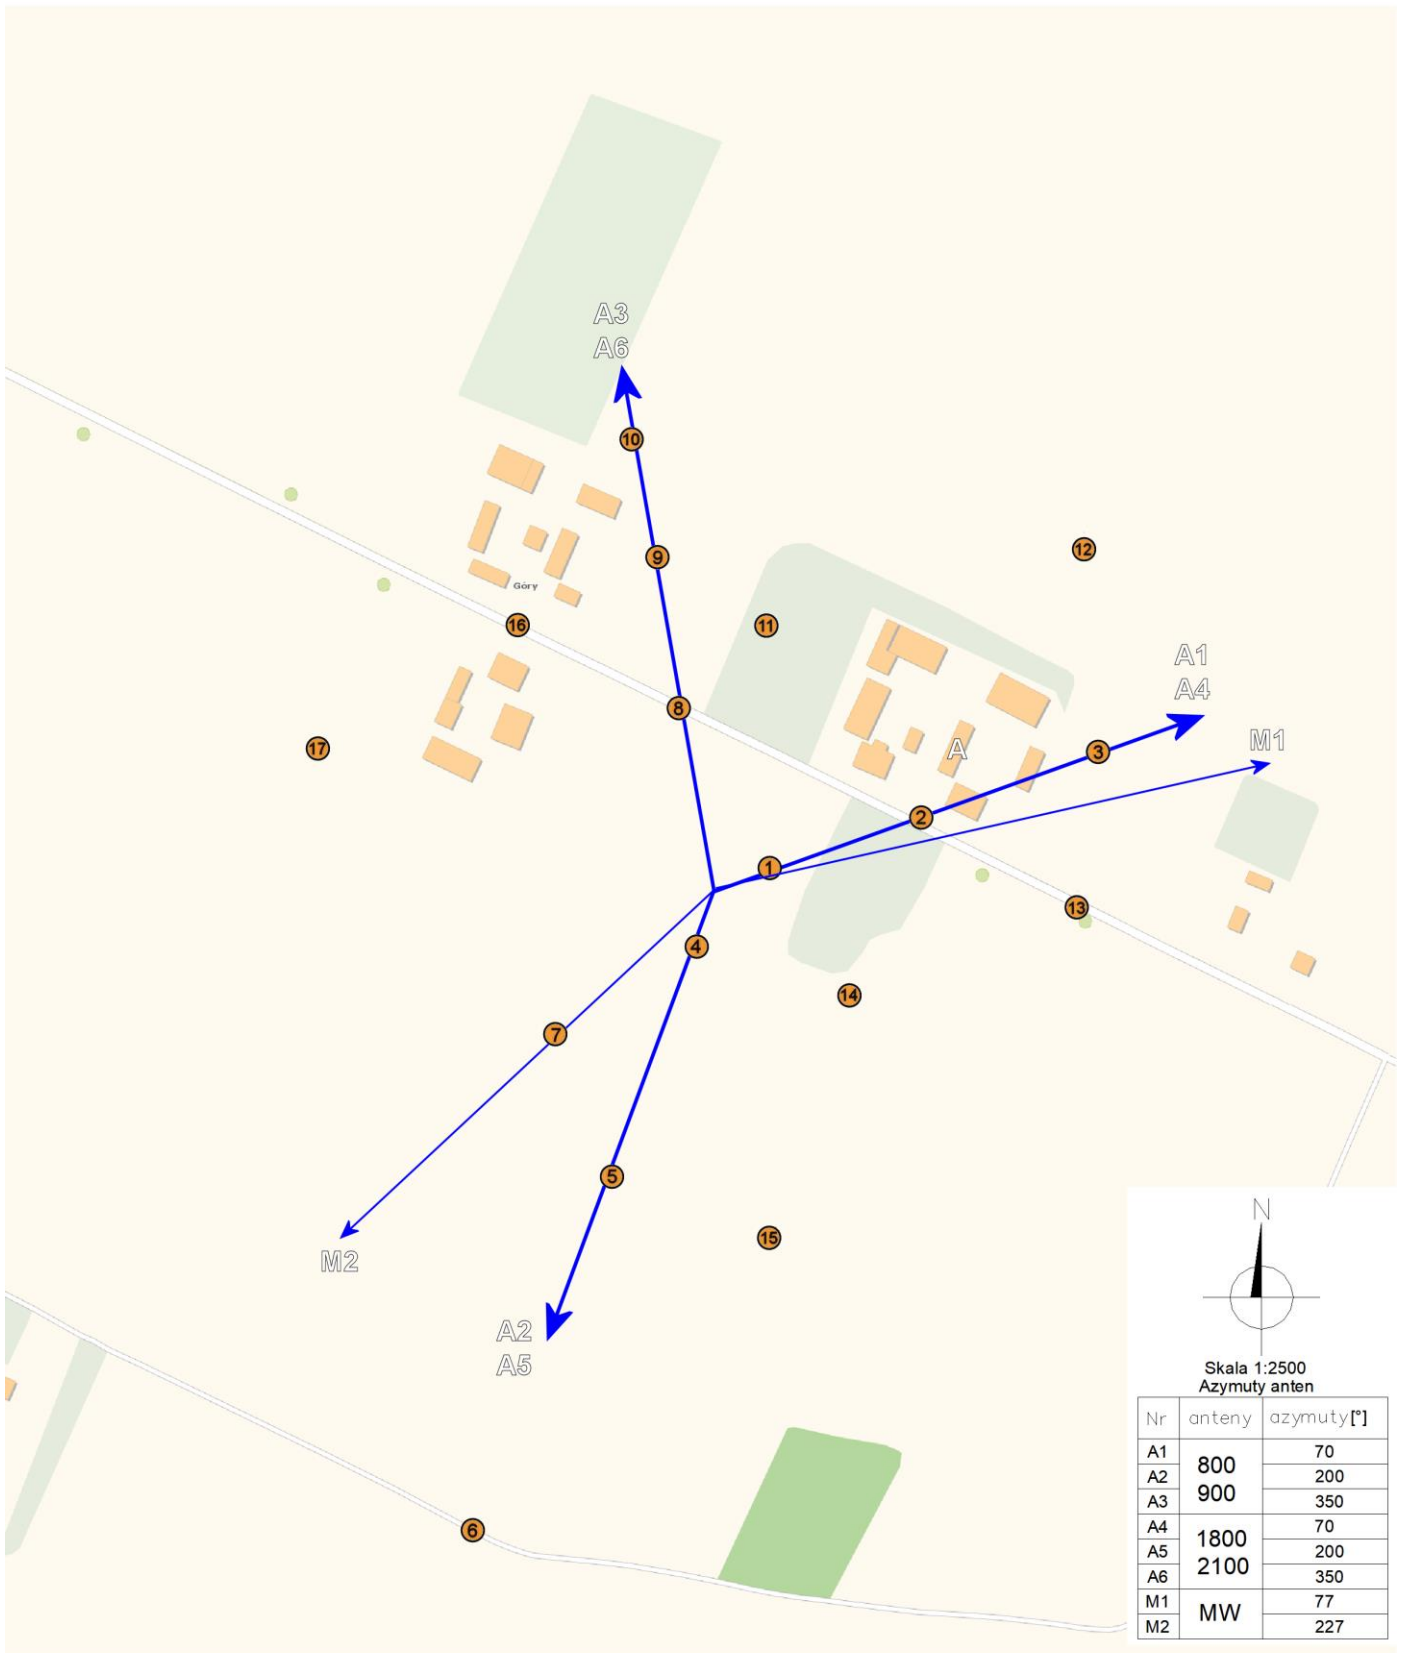 A3
A6
10
9
12
Góry
16
11
A1
A4
8
17
A
3
M1
2
1
13
4
14
7
5
15
M2
A2
A5
6
N
Skala 1:2500
Azymuty anten
Nr anteny azymuty[°]
A1 800 900 70
A2 200
A3 350
A4 1800 2100 70
A5 200
A6 350
M1 MW 77
M2 227